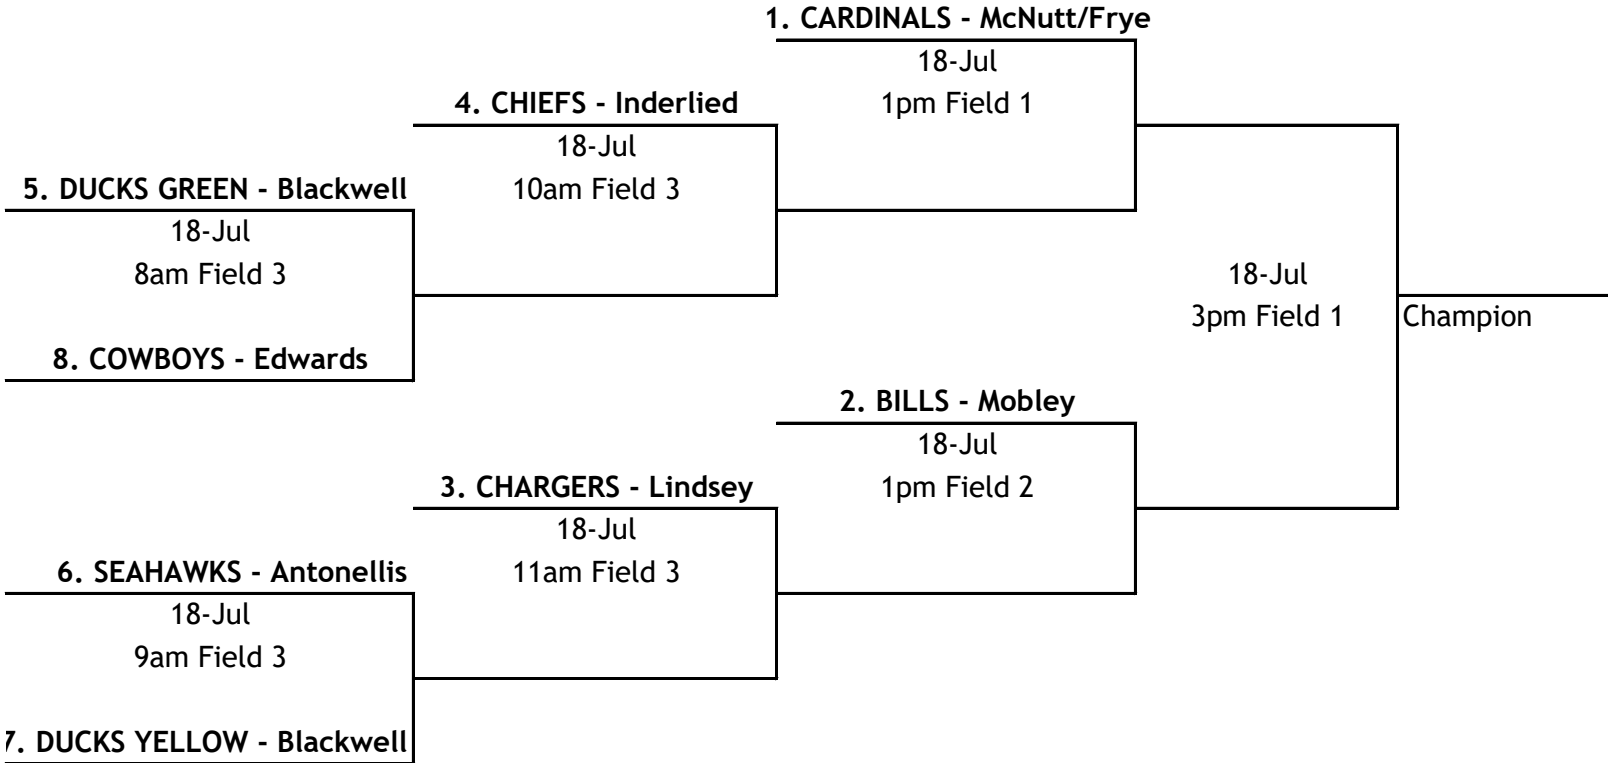 1. CARDINALS - McNutt/Frye
18-Jul
1pm Field 1
4. CHIEFS - Inderlied
18-Jul
10am Field 3
5. DUCKS GREEN - Blackwell
18-Jul
8am Field 3
8. COWBOYS - Edwards
18-Jul
3pm Field 1
Champion
2. BILLS - Mobley
18-Jul
1pm Field 2
3. CHARGERS - Lindsey
18-Jul
11am Field 3
6. SEAHAWKS - Antonellis
18-Jul
9am Field 3
7. DUCKS YELLOW - Blackwell